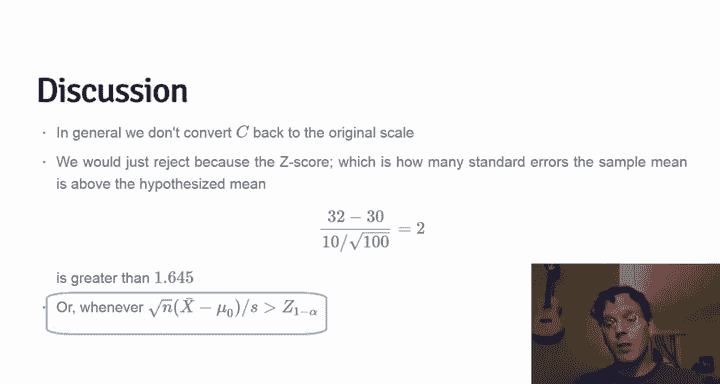 Discussion
· In general we don't convert C back to the original scale
· We would just reject because the Z-score; which is how many standard errors the sample mean
is above the hypothesized mean
32 − 30
10/√100 = 2
is greater than 1.645
· Or, whenever √n(X̄ − μ₀)/s > Z₁₋α